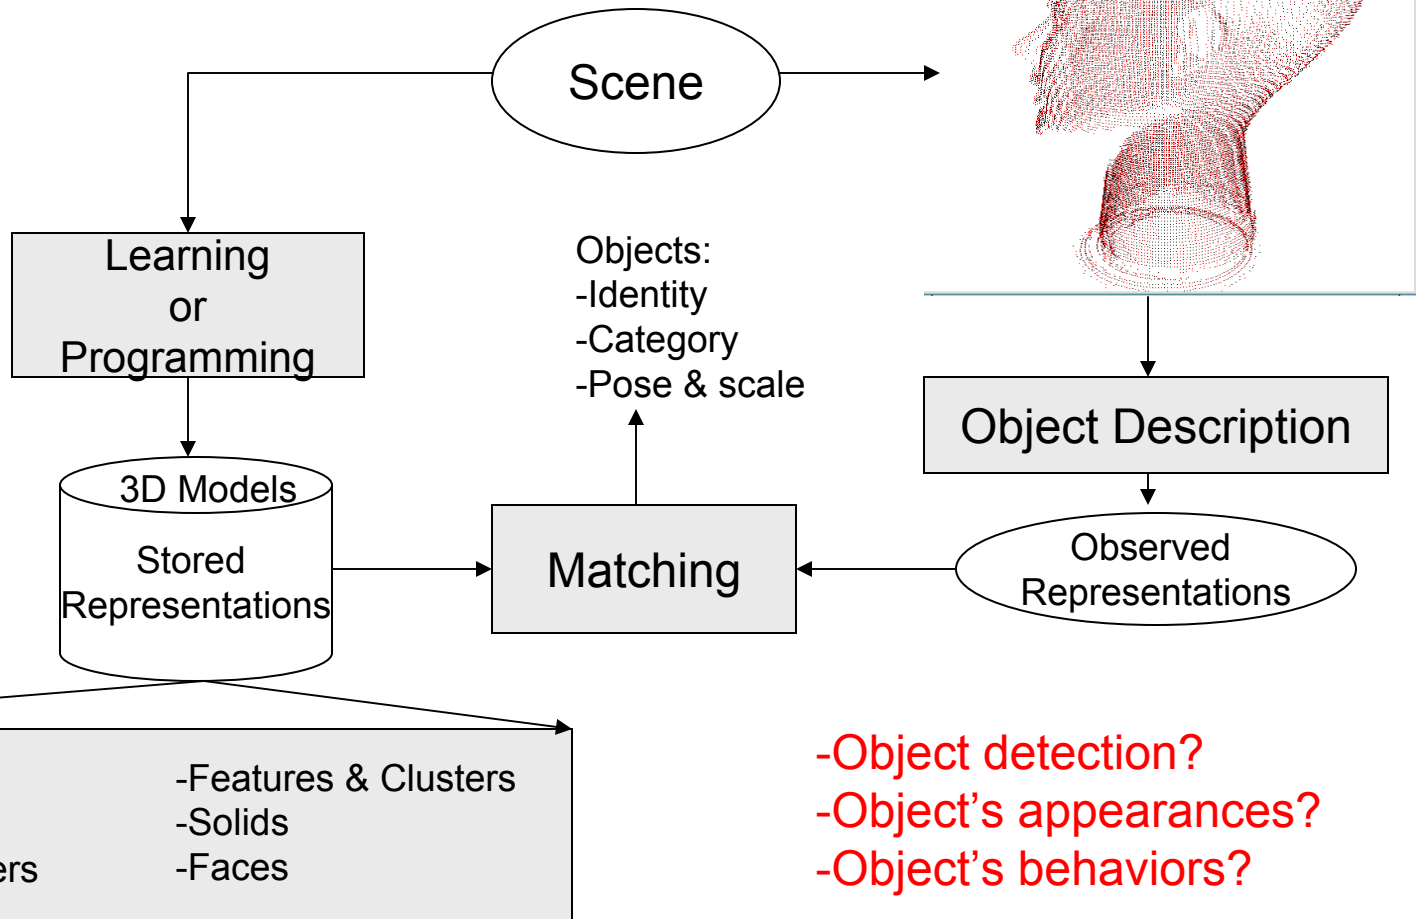 Scene
Learning
or
Programming
Objects:
-Identity
-Category
-Pose & scale
Object Description
3D Models
Stored
Representations
Matching
Observed
Representations
-Features & Clusters
-Solids
-Faces
ers
-Object detection?
-Object’s appearances?
-Object’s behaviors?